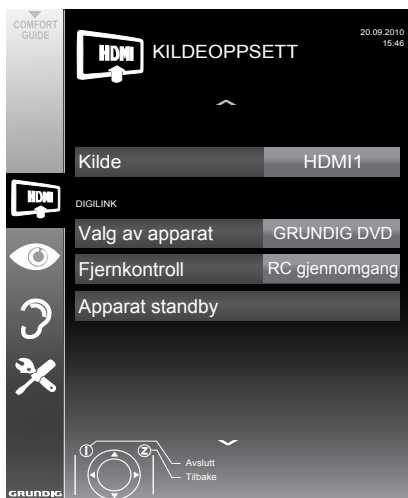 COMFORT
GUIDE
HDMI
KILDEOPPSETT
20.09.2010
15:46
Kilde
HDMI1
HDMI
DIGILINK
Valg av apparat
GRUNDIG DVD
Fjernkontroll
RC gjennomgang
Apparat standby
Z
Avslutt
Tilbake
GRUNDIG